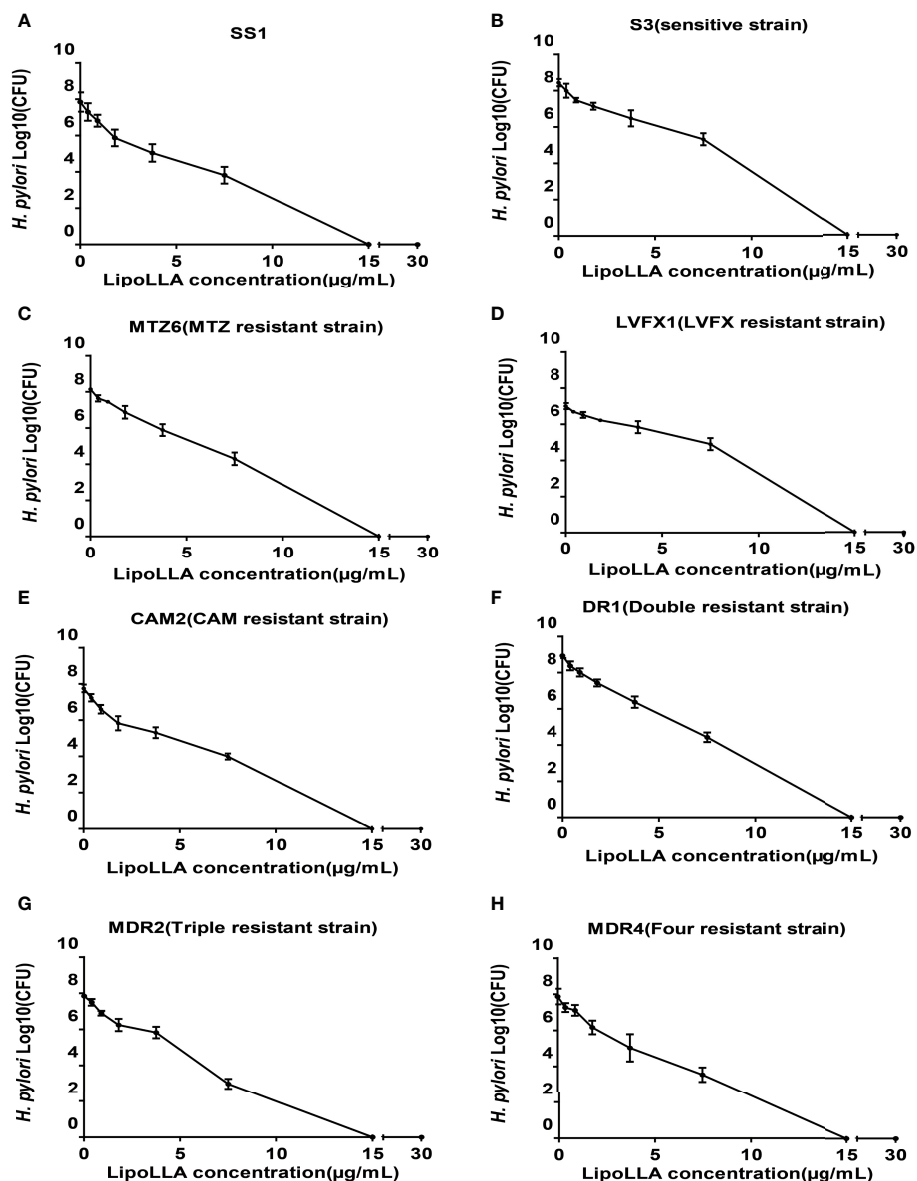 A
SS1
10
8
6
4
2
0
H. pylori Log10(CFU)
0 5 10 15 30
LipoLLA concentration(µg/mL)
B
S3(sensitive strain)
10
8
6
4
2
0
H. pylori Log10(CFU)
0 5 10 15 30
LipoLLA concentration(µg/mL)
C
MTZ6(MTZ resistant strain)
10
8
6
4
2
0
H. pylori Log10(CFU)
0 5 10 15 30
LipoLLA concentration(µg/mL)
D
LVFX1(LVFX resistant strain)
10
8
6
4
2
0
H. pylori Log10(CFU)
0 5 10 15 30
LipoLLA concentration(µg/mL)
E
CAM2(CAM resistant strain)
10
8
6
4
2
0
H. pylori Log10(CFU)
0 5 10 15 30
LipoLLA concentration(µg/mL)
F
DR1(Double resistant strain)
10
8
6
4
2
0
H. pylori Log10(CFU)
0 5 10 15 30
LipoLLA concentration(µg/mL)
G
MDR2(Triple resistant strain)
10
8
6
4
2
0
H. pylori Log10(CFU)
0 5 10 15 30
LipoLLA concentration(µg/mL)
H
MDR4(Four resistant strain)
10
8
6
4
2
0
H. pylori Log10(CFU)
0 5 10 15 30
LipoLLA concentration(µg/mL)